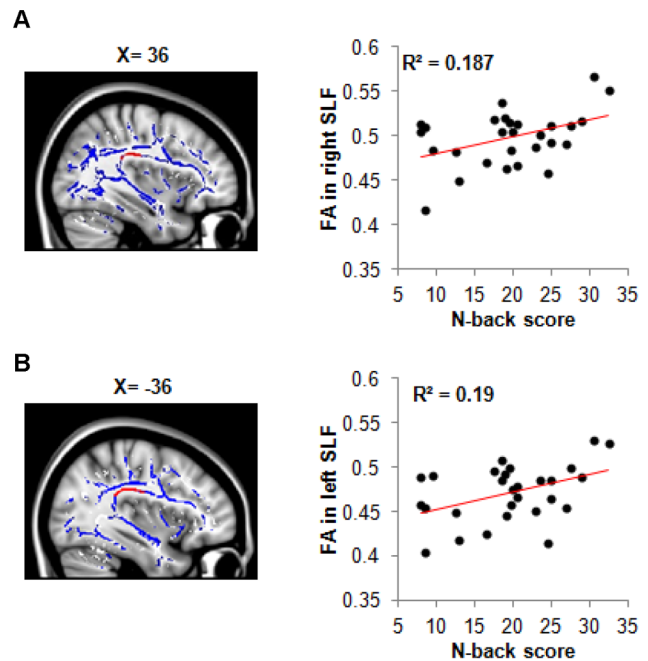 A
X= 36
R² = 0.187
FA in right SLF
0.6
0.55
0.5
0.45
0.4
0.35
5 10 15 20 25 30 35
N-back score
B
X= -36
R² = 0.19
FA in left SLF
0.6
0.55
0.5
0.45
0.4
0.35
5 10 15 20 25 30 35
N-back score